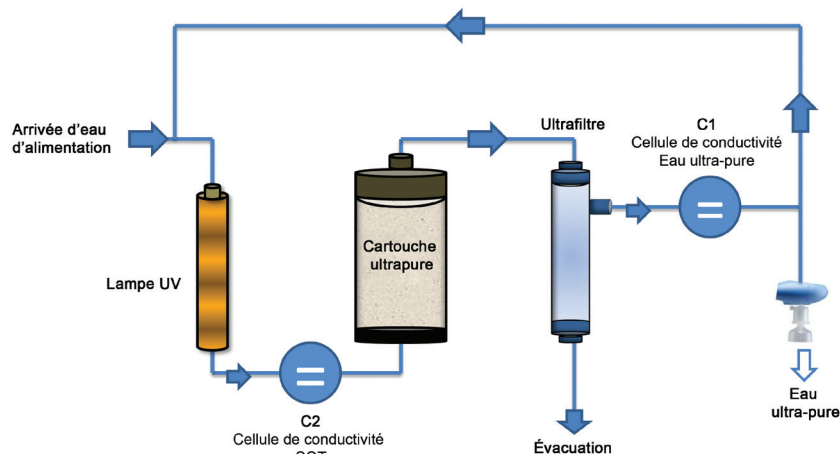 Arrivée d'eau
d'alimentation
Lampe UV
C2
Cellule de conductivité
Cartouche
ultrapure
Ultrafiltre
Évacuation
C1
Cellule de conductivité
Eau ultra-pure
Eau
ultra-pure